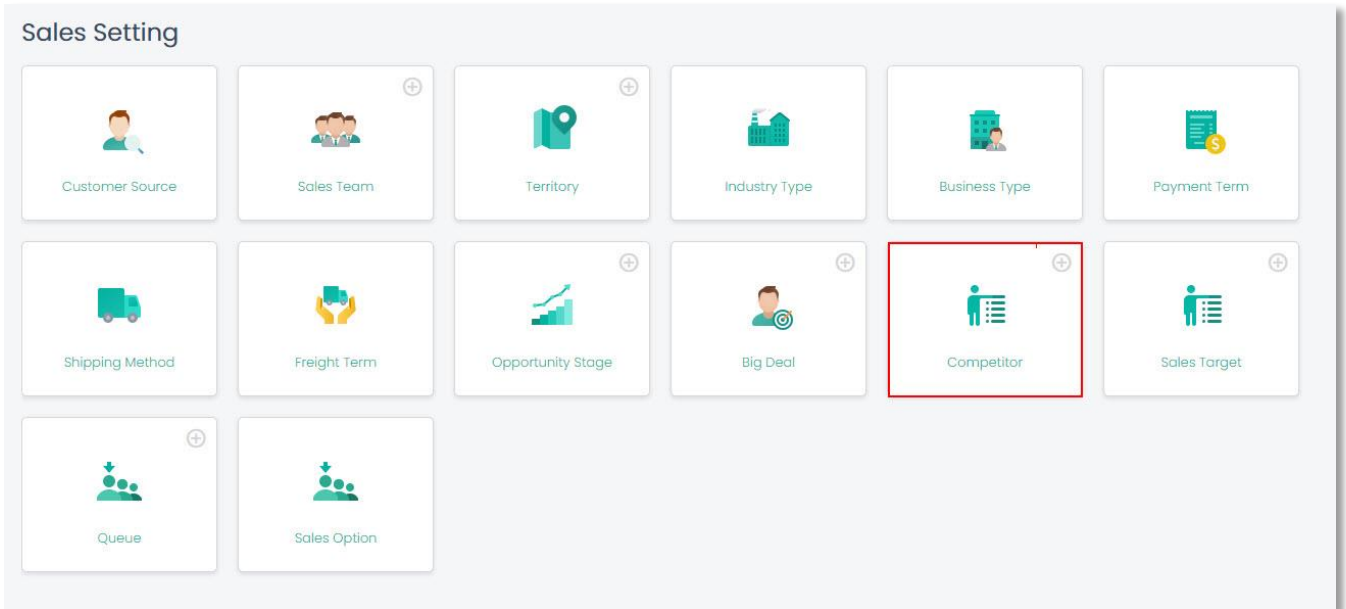 Sales Setting
Customer Source
Sales Team
Territory
Industry Type
Business Type
Payment Term
Shipping Method
Freight Term
Opportunity Stage
Big Deal
Competitor
Sales Target
Queue
Sales Option